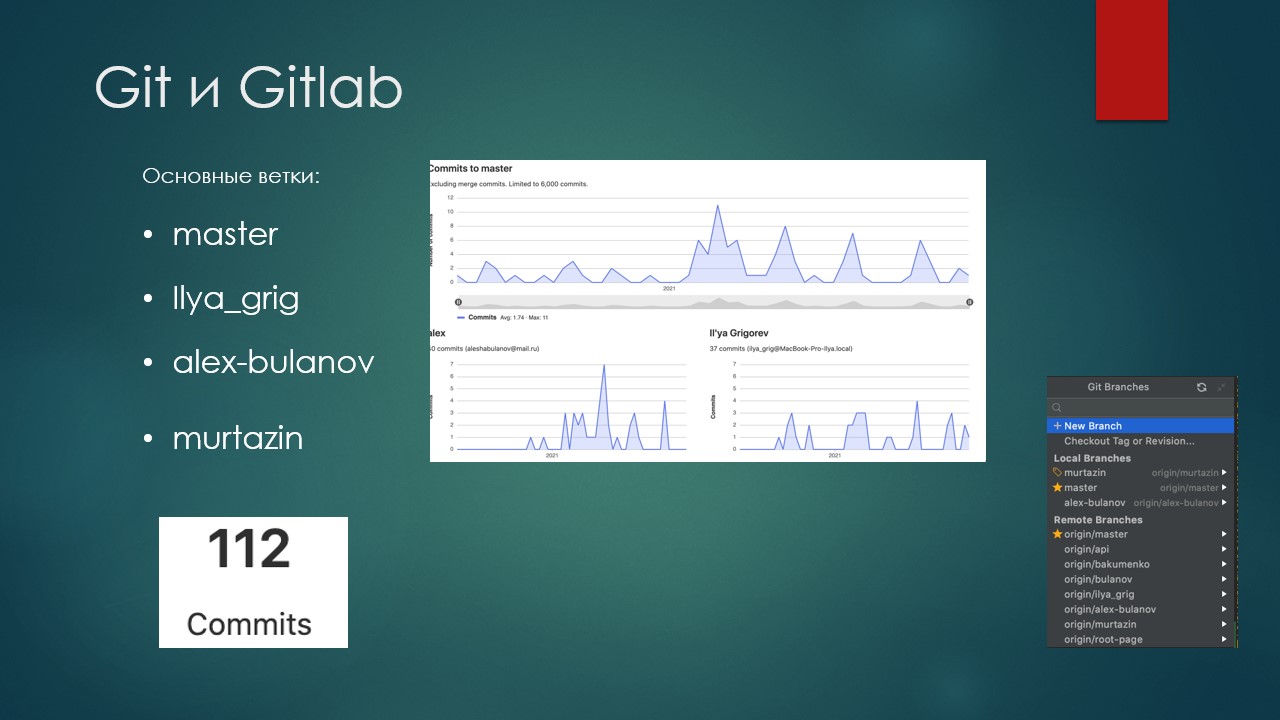 Git и Gitlab
Основные ветки:
• master
• Ilya_grig
• alex-bulanov
• murtazin
112
Commits
Commits to master
excluding merge commits. Limited to 6,000 commits.
12
10
8
6
4
2
0
2021
Commits Avg: 1.74 · Max: 11
alex
0 commits (aleshabulanov@mail.ru)
7
6
5
4
3
2
1
0
2021
Il'ya Grigorev
37 commits (ilya_grig@MacBook-Pro-Ilya.local)
Commits
7
6
5
4
3
2
1
0
2021
Git Branches
+ New Branch
Checkout Tag or Revision...
Local Branches
murtazin origin/murtazin
master origin/master
alex-bulanov origin/alex-bulanov
Remote Branches
origin/master
origin/api
origin/bakumenko
origin/bulanov
origin/ilya_grig
origin/alex-bulanov
origin/murtazin
origin/root-page